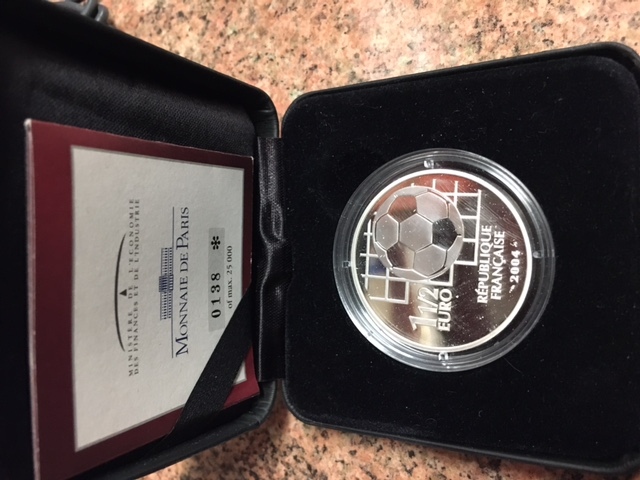 MINISTÈRE DE L'ÉCONOMIE
DES FINANCES ET DE L'INDUSTRIE
MONNAIE DE PARIS
0138 *
of max. 25 000
1 1/2
EURO
RÉPUBLIQUE
FRANÇAISE
2004